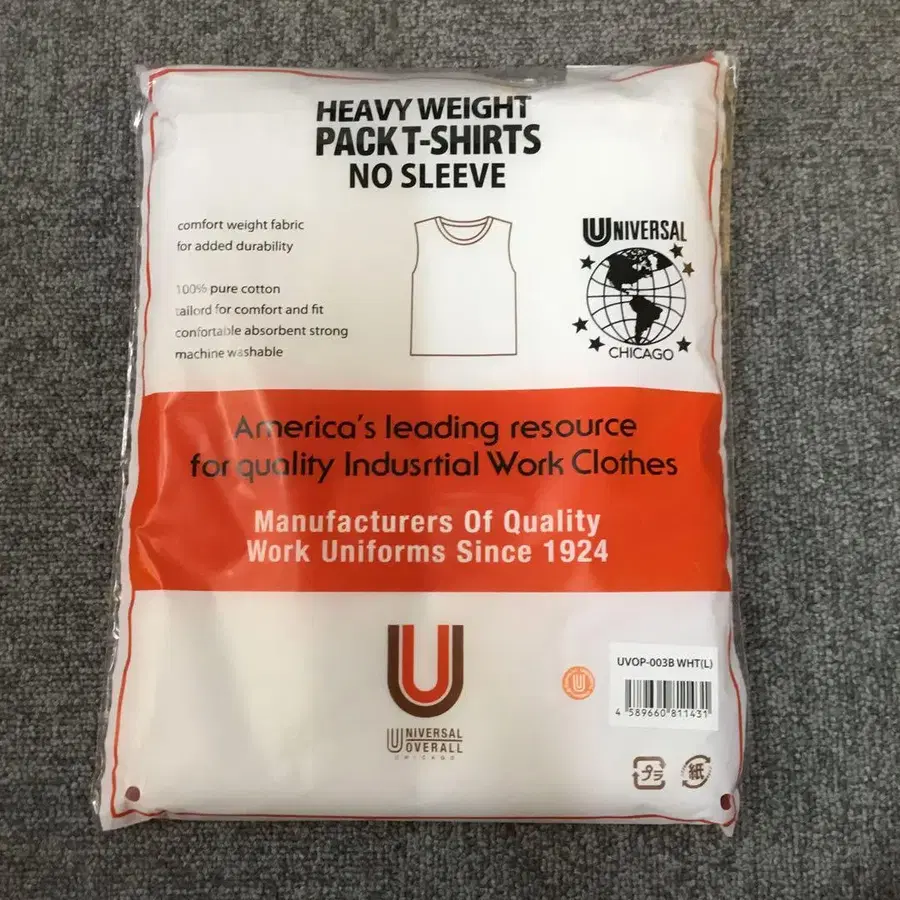 HEAVY WEIGHT
PACK T-SHIRTS
NO SLEEVE
comfort weight fabric
for added durability
100% pure cotton
tailord for comfort and fit
confortable absorbent strong
machine washable
UNIVERSAL
CHICAGO
America's leading resource
for quality Indusrtial Work Clothes
Manufacturers Of Quality
Work Uniforms Since 1924
U
UNIVERSAL
OVERALL
CHICAGO
U
UVOP-003B WHT(L)
4 589660 811431
プラ
紙